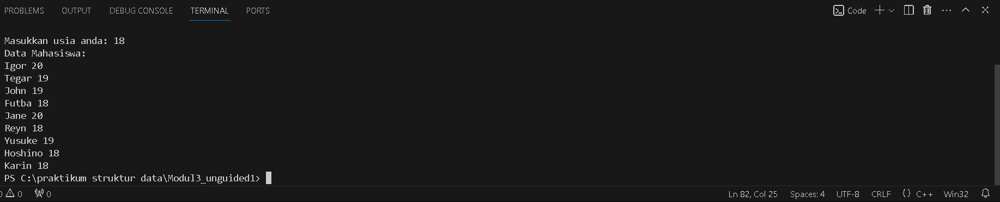 PROBLEMS OUTPUT DEBUG CONSOLE TERMINAL PORTS Code
Masukkan usia anda: 18
Data Mahasiswa:
Igor 20
Tegar 19
John 19
Futba 18
Jane 20
Reyn 18
Yusuke 19
Hoshino 18
Karin 18
PS C:\praktikum struktur data\Modul3_unguided1>
0 0 0 Ln 82, Col 25 Spaces: 4 UTF-8 CRLF {} C++ Win32